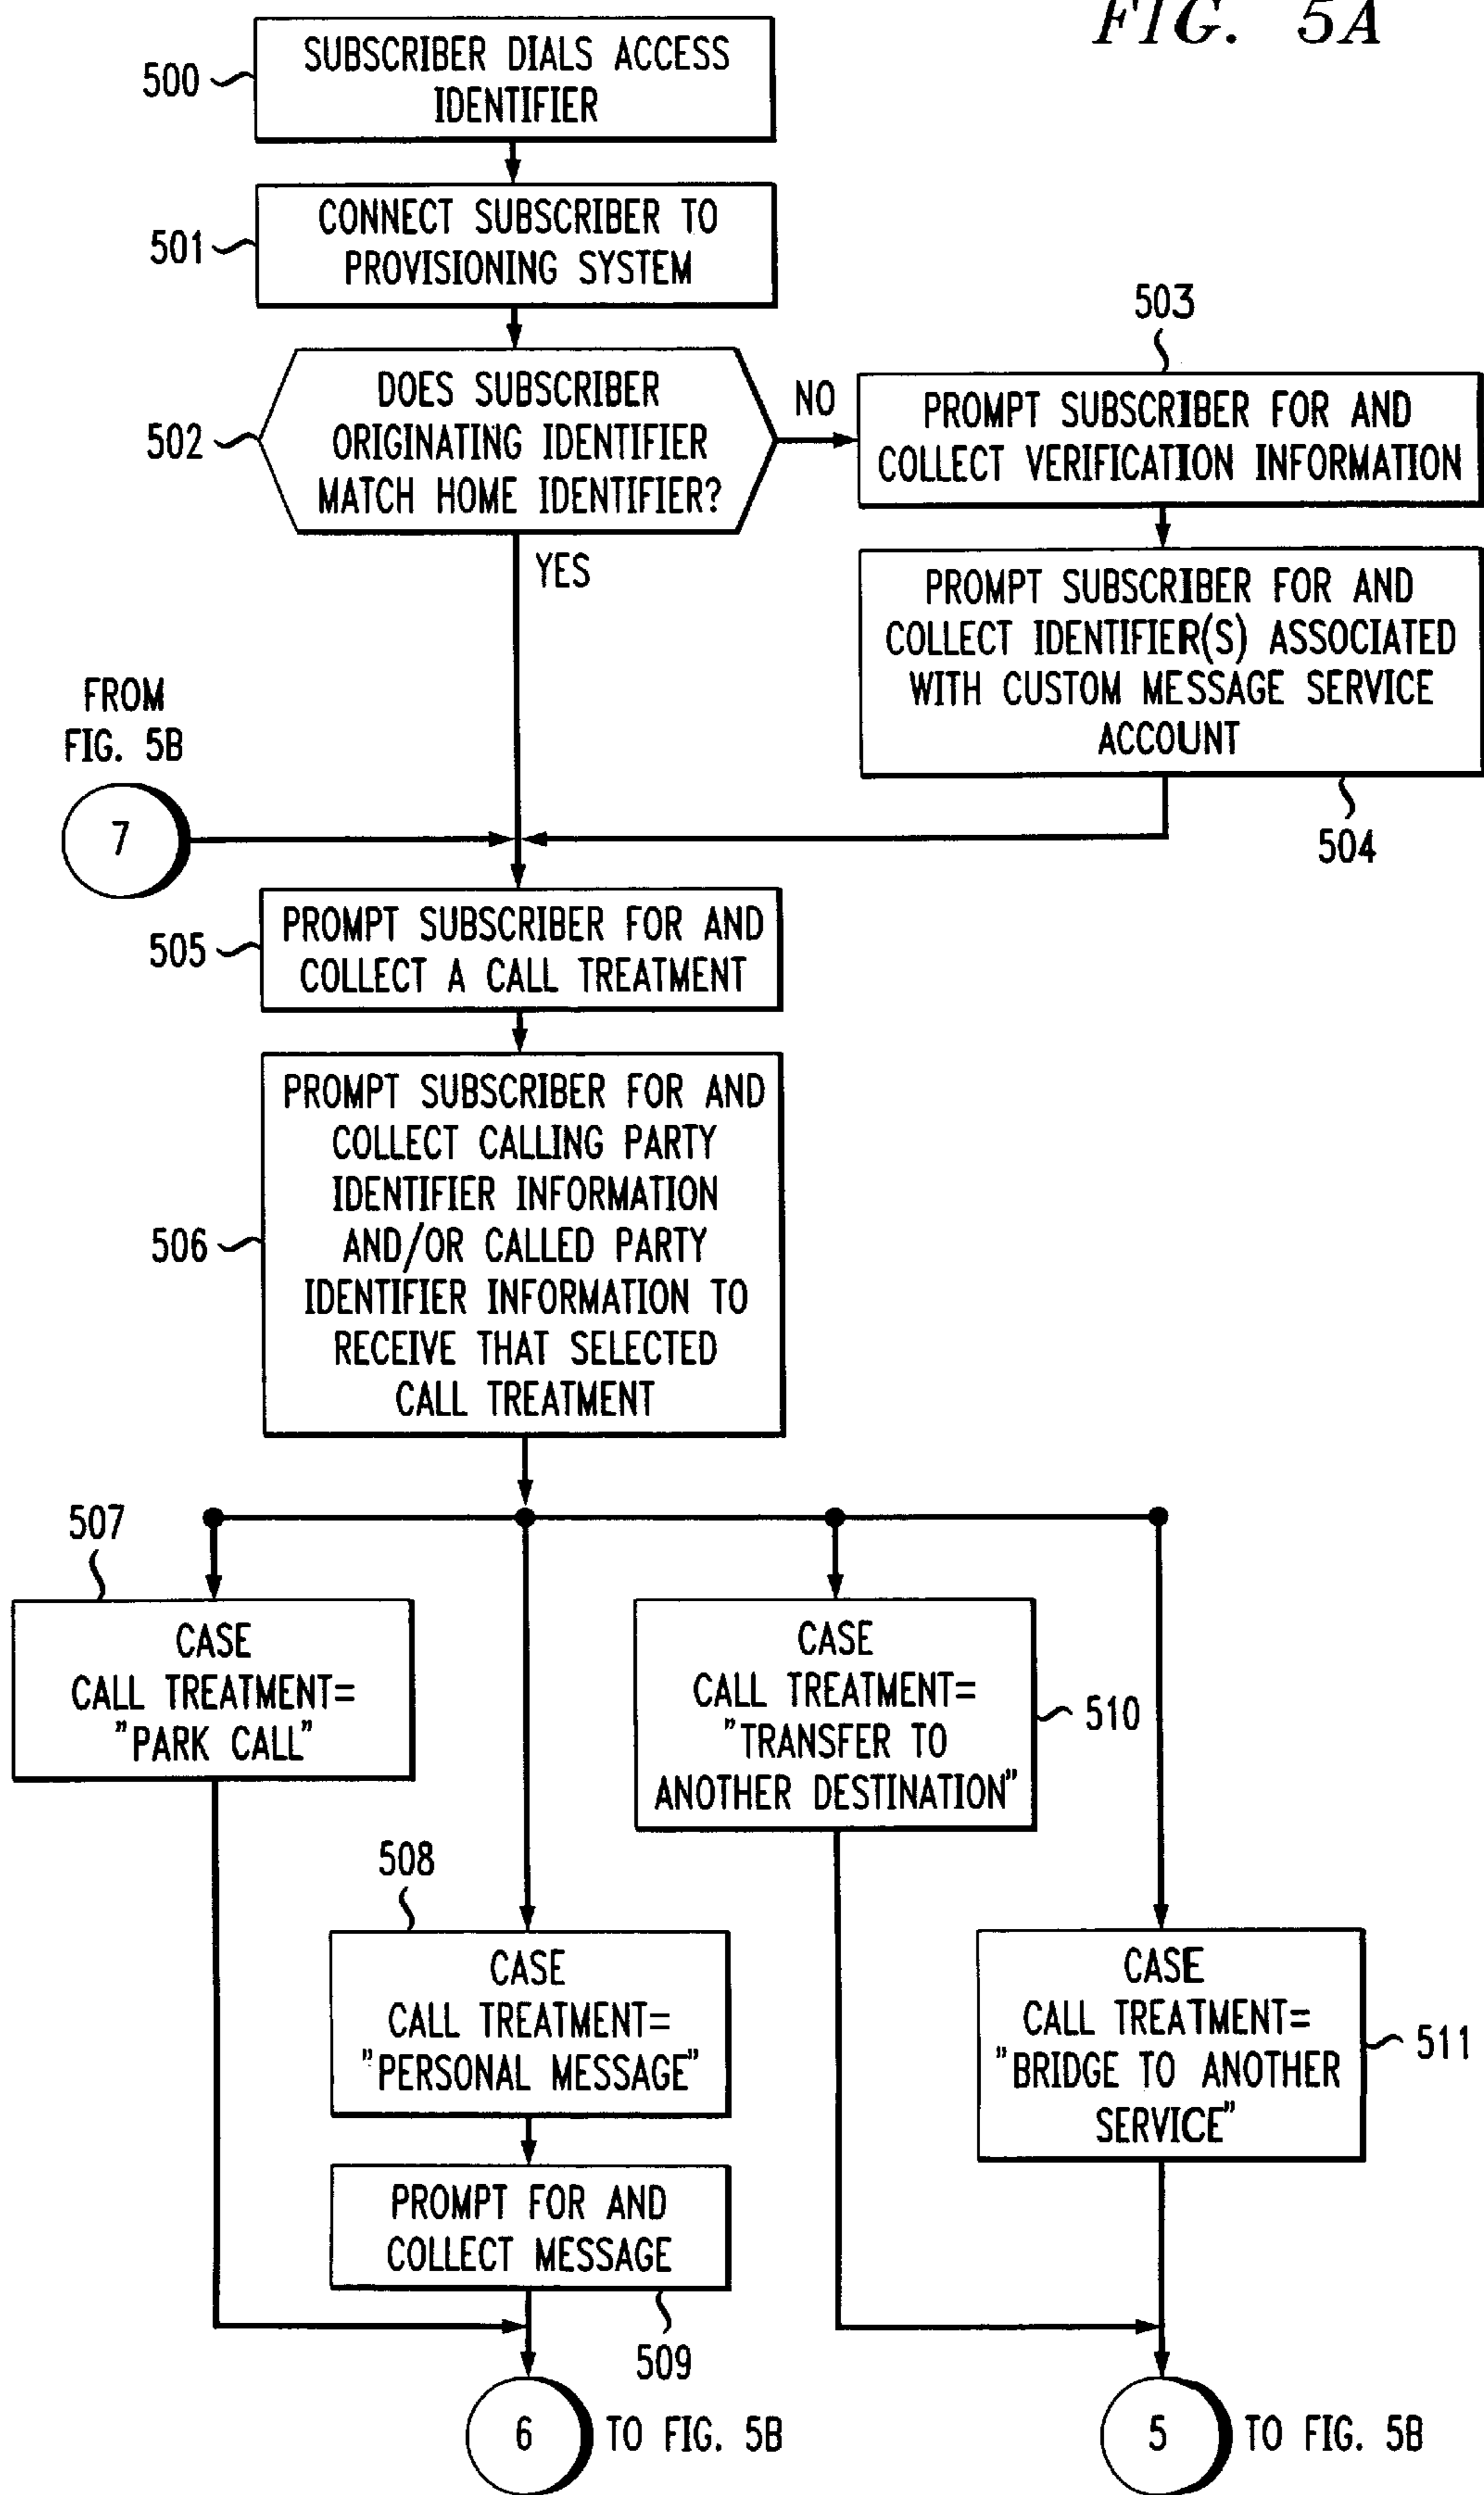 FIG. 5A
500
SUBSCRIBER DIALS ACCESS
IDENTIFIER
501
CONNECT SUBSCRIBER TO
PROVISIONING SYSTEM
502
DOES SUBSCRIBER
ORIGINATING IDENTIFIER
MATCH HOME IDENTIFIER?
NO
YES
503
PROMPT SUBSCRIBER FOR AND
COLLECT VERIFICATION INFORMATION
PROMPT SUBSCRIBER FOR AND
COLLECT IDENTIFIER(S) ASSOCIATED
WITH CUSTOM MESSAGE SERVICE
ACCOUNT
504
FROM
FIG. 5B
7
505
PROMPT SUBSCRIBER FOR AND
COLLECT A CALL TREATMENT
506
PROMPT SUBSCRIBER FOR AND
COLLECT CALLING PARTY
IDENTIFIER INFORMATION
AND/OR CALLED PARTY
IDENTIFIER INFORMATION TO
RECEIVE THAT SELECTED
CALL TREATMENT
507
CASE
CALL TREATMENT=
"PARK CALL"
CASE
CALL TREATMENT=
"TRANSFER TO
ANOTHER DESTINATION"
510
508
CASE
CALL TREATMENT=
"PERSONAL MESSAGE"
CASE
CALL TREATMENT=
"BRIDGE TO ANOTHER
SERVICE"
511
PROMPT FOR AND
COLLECT MESSAGE
509
6
TO FIG. 5B
5
TO FIG. 5B